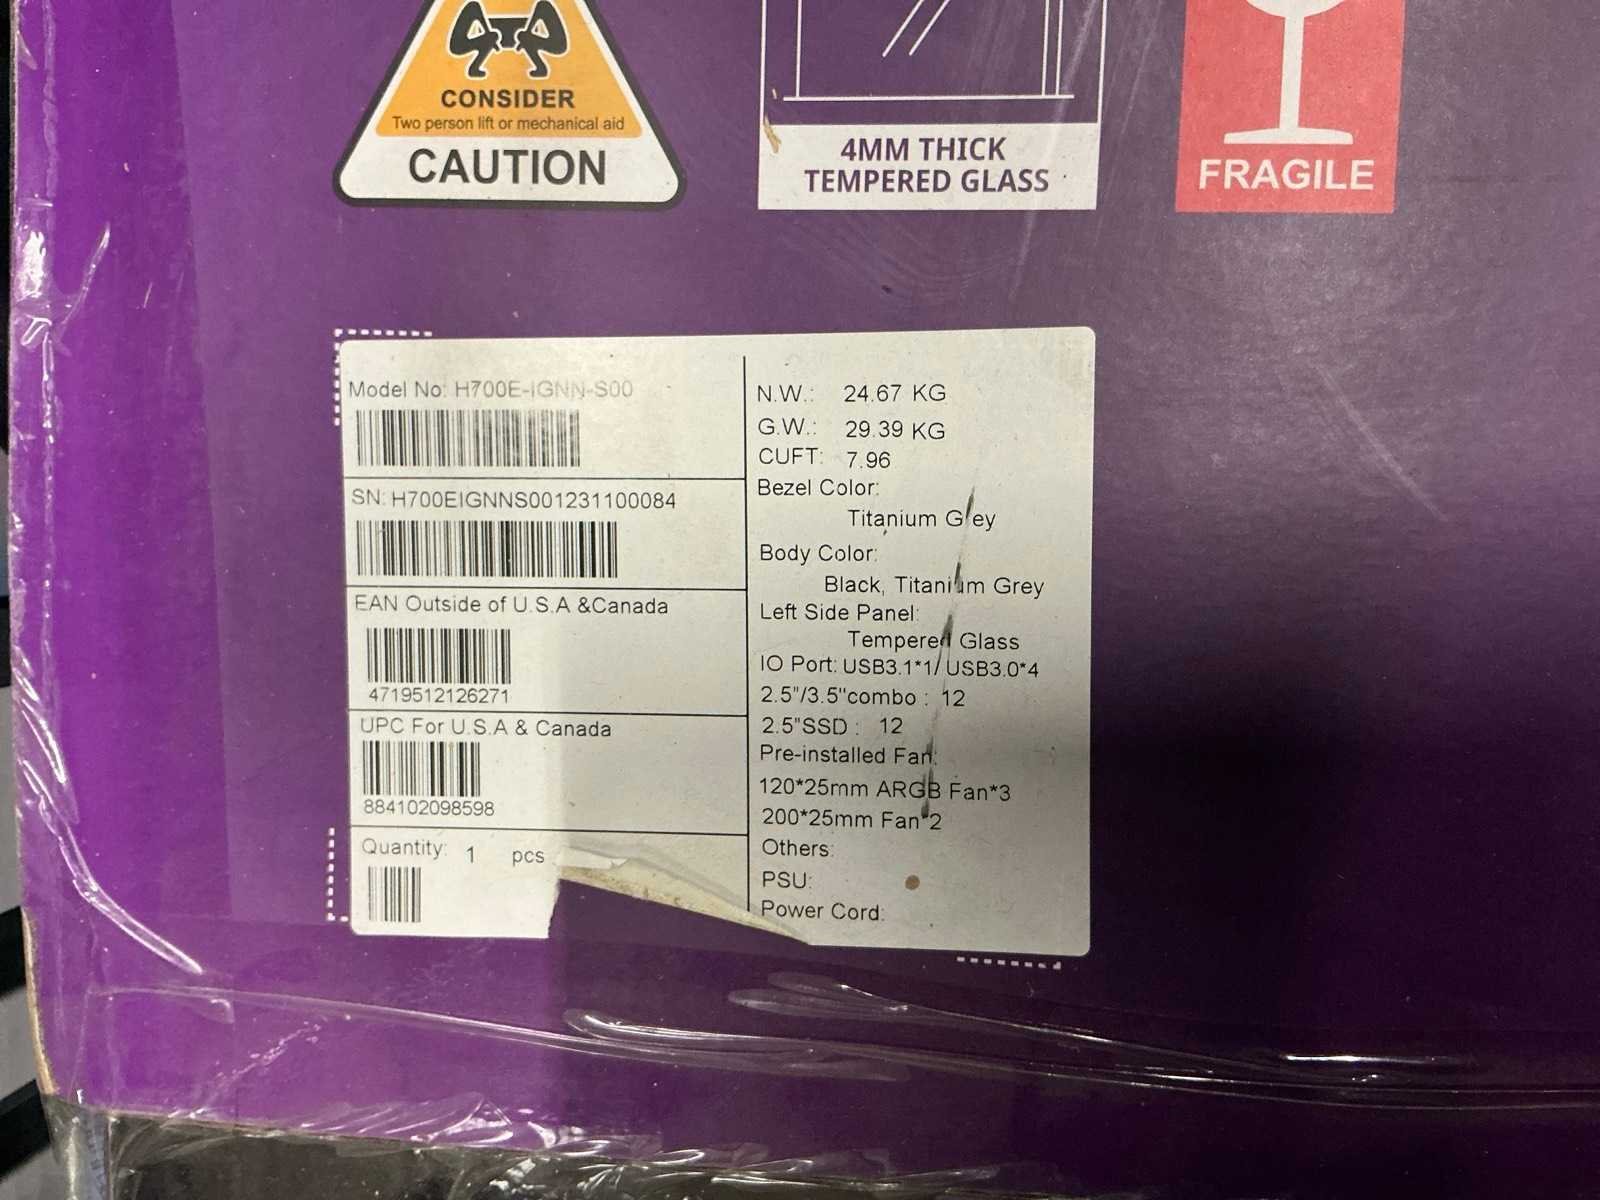 CONSIDER
Two person lift or mechanical aid
CAUTION
4MM THICK
TEMPERED GLASS
FRAGILE
Model No: H700E-IGNN-S00
SN: H700EIGNNS001231100084
EAN Outside of U.S.A &Canada
4719512126271
UPC For U.S.A & Canada
884102098598
Quantity: 1 pcs
N.W.: 24.67 KG
G.W.: 29.39 KG
CUFT: 7.96
Bezel Color:
Titanium Grey
Body Color:
Black, Titanium Grey
Left Side Panel:
Tempered Glass
IO Port: USB3.1*1/ USB3.0*4
2.5"/3.5"combo : 12
2.5"SSD : 12
Pre-installed Fan:
120*25mm ARGB Fan*3
200*25mm Fan*2
Others:
PSU:
Power Cord: